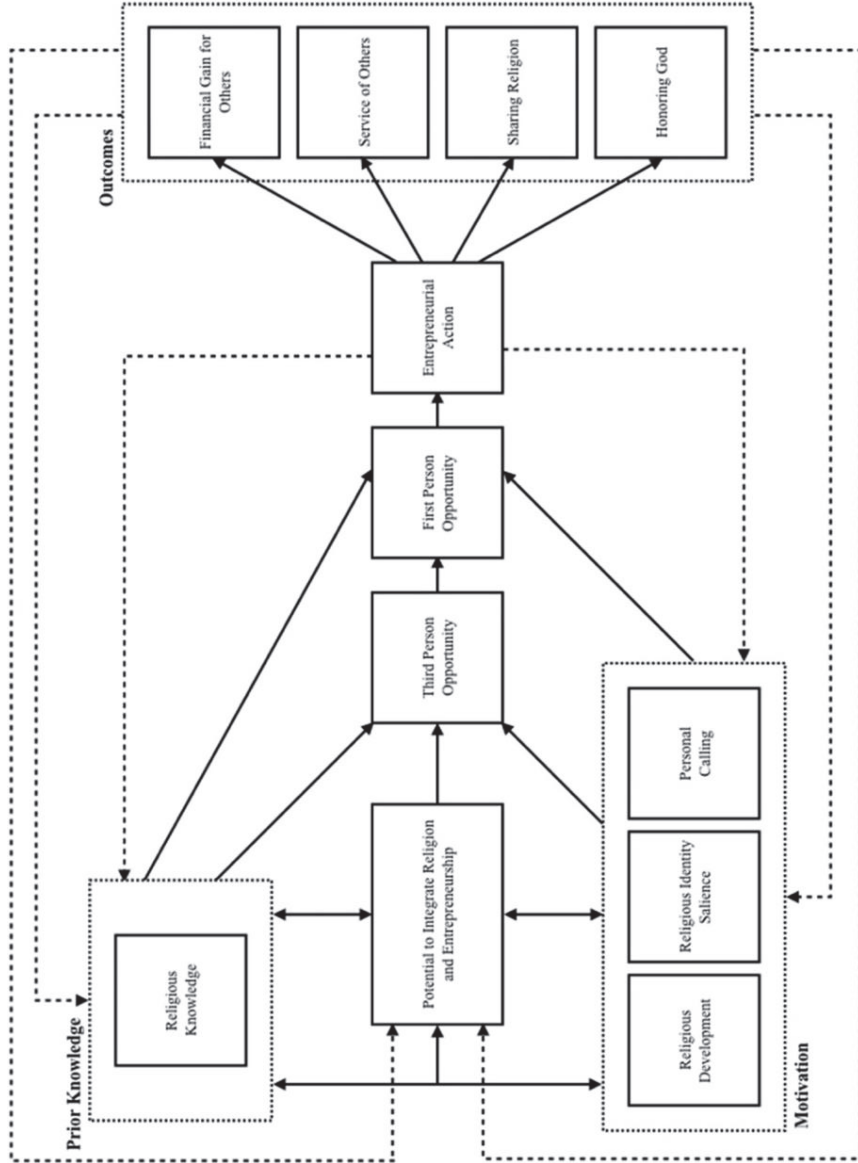 Prior Knowledge
Religious
Knowledge
Potential to Integrate Religion
and Entrepreneurship
Motivation
Religious
Development
Religious Identity
Salience
Personal
Calling
Third Person
Opportunity
First Person
Opportunity
Entrepreneurial
Action
Outcomes
Financial Gain for
Others
Service of Others
Sharing Religion
Honoring God